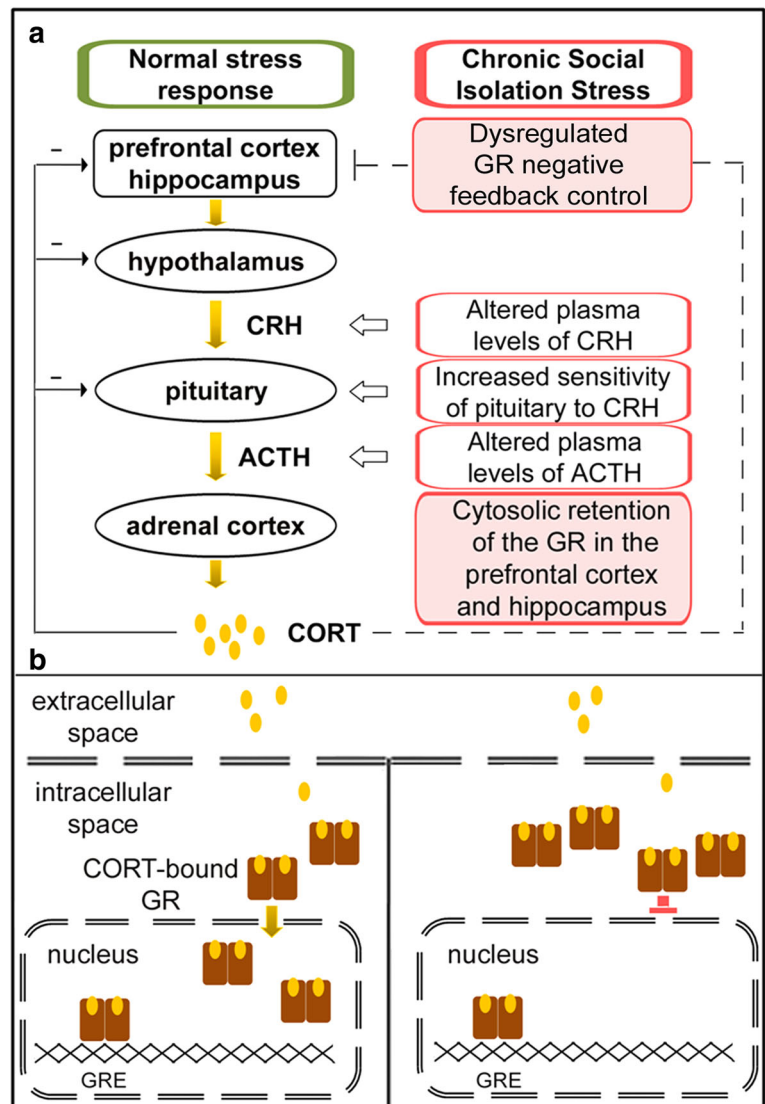 a
Normal stress
response
Chronic Social
Isolation Stress
prefrontal cortex
hippocampus
Dysregulated
GR negative
feedback control
–
–
hypothalamus
CRH
Altered plasma
levels of CRH
–
pituitary
Increased sensitivity
of pituitary to CRH
ACTH
Altered plasma
levels of ACTH
adrenal cortex
Cytosolic retention
of the GR in the
prefrontal cortex
and hippocampus
CORT
b
extracellular
space
intracellular
space
CORT-bound
GR
nucleus
GRE
nucleus
GRE